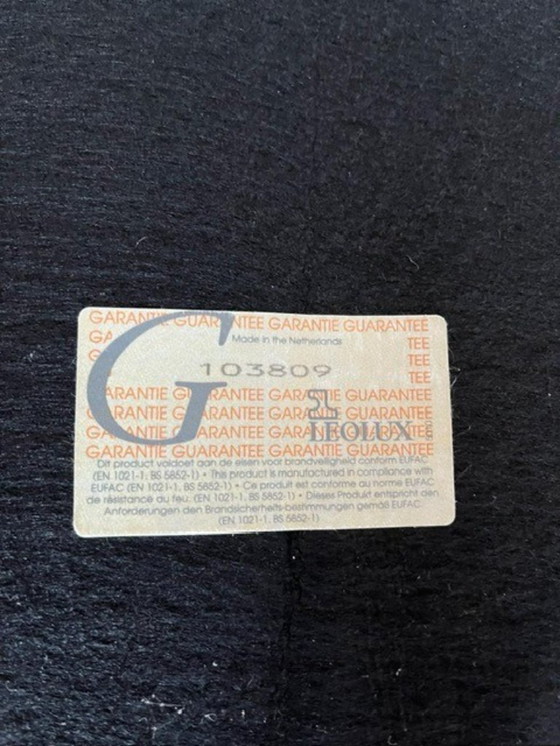 GARANTIE GUARANTEE GARANTIE GUARANTEE
GA TEE
Made in the Netherlands
G TEE
103809
TEE
GARANTIE GUARANTEE GARANTIE GUARANTEE
GARANTIE GUARANTEE GARANTIE GUARANTEE
GARANTIE GUARANTEE GARANTIE GUARANTEE
LEOLUX
GARANTIE GUARANTEE GARANTIE GUARANTEE
G
Dit product voldoet aan de eisen voor brandveiligheid conform EUFAC
(EN 1021-1, BS 5852-1) • This product is manufactured in compliance with
EUFAC (EN 1021-1, BS 5852-1) • Ce produit est conforme au norme EUFAC
de résistance du feu. (EN 1021-1, BS 5852-1) • Dieses Produkt entspricht den
Anforderungen den Brandsicherheits-bestimmungen gemäß EUFAC.
(EN 1021-1, BS 5852-1)